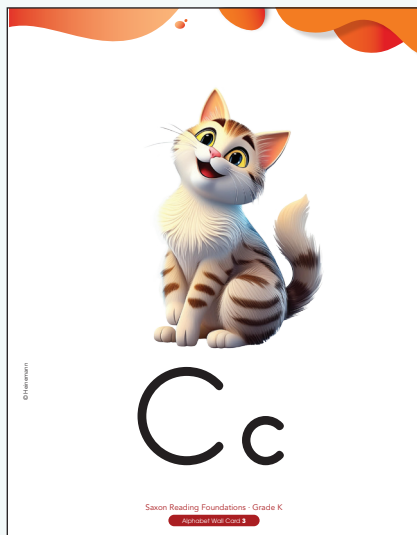 © Heinemann
Cc
Saxon Reading Foundations · Grade K
Alphabet Wall Card 3